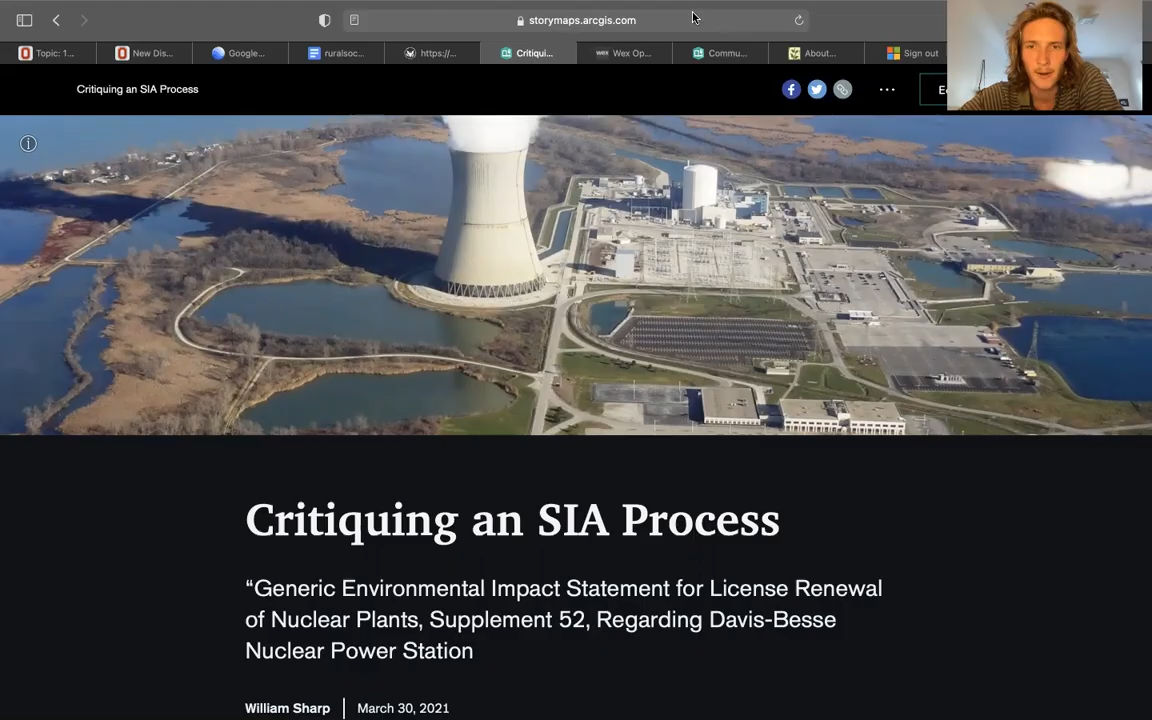 storymaps.arcgis.com
Topic: 1...
New Dis...
Google...
ruralsoc...
https://...
Critiqui...
Wex Op...
Commu...
About...
Sign out
Critiquing an SIA Process
Critiquing an SIA Process
“Generic Environmental Impact Statement for License Renewal
of Nuclear Plants, Supplement 52, Regarding Davis-Besse
Nuclear Power Station
William Sharp
March 30, 2021